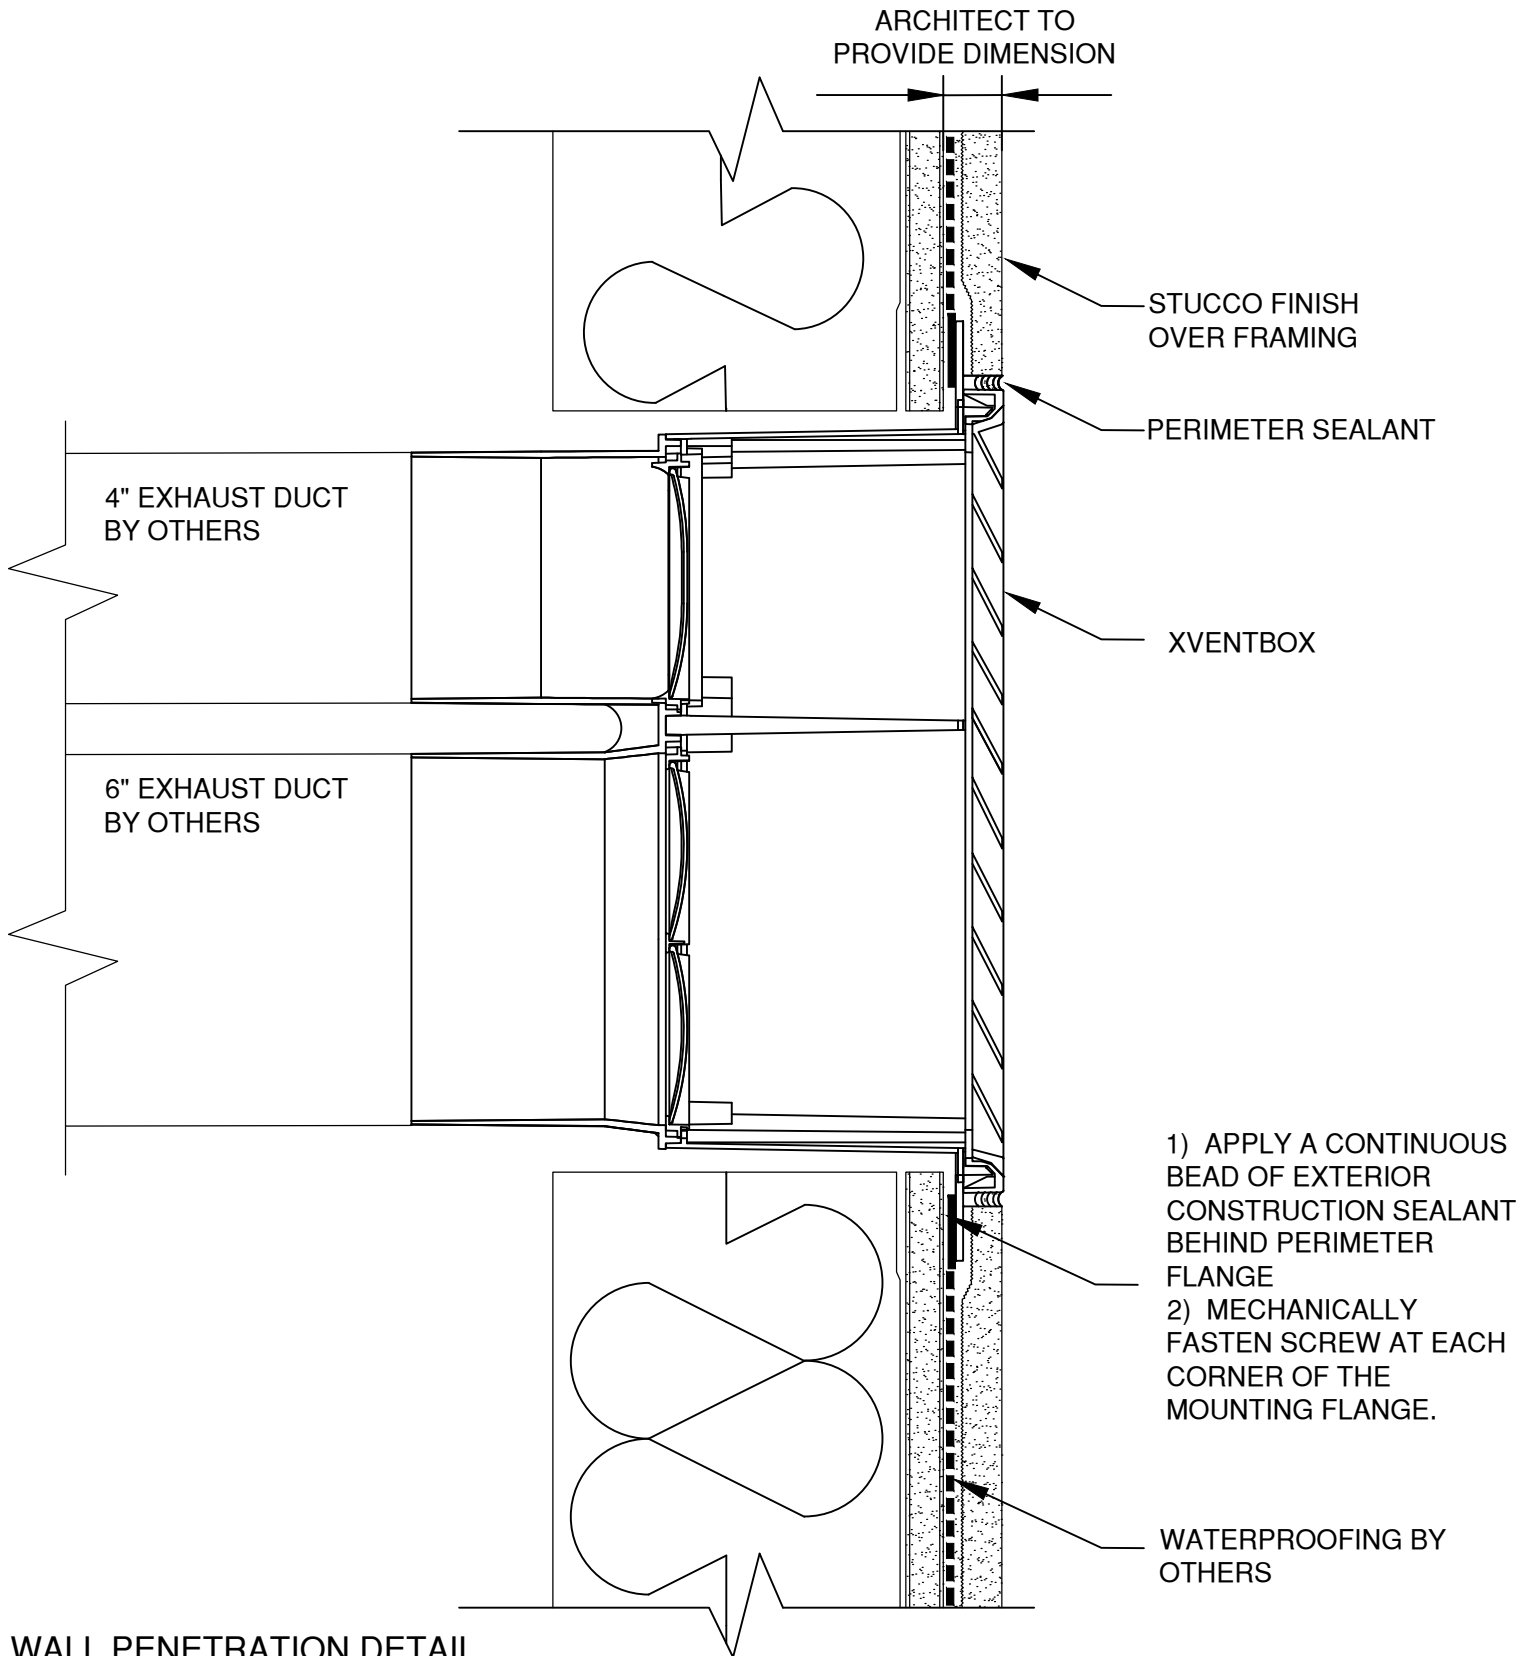 ARCHITECT TO
PROVIDE DIMENSION
STUCCO FINISH
OVER FRAMING
PERIMETER SEALANT
4" EXHAUST DUCT
BY OTHERS
XVENTBOX
6" EXHAUST DUCT
BY OTHERS
1) APPLY A CONTINUOUS
BEAD OF EXTERIOR
CONSTRUCTION SEALANT
BEHIND PERIMETER
FLANGE
2) MECHANICALLY
FASTEN SCREW AT EACH
CORNER OF THE
MOUNTING FLANGE.
WATERPROOFING BY
OTHERS
WALL PENETRATION DETAIL